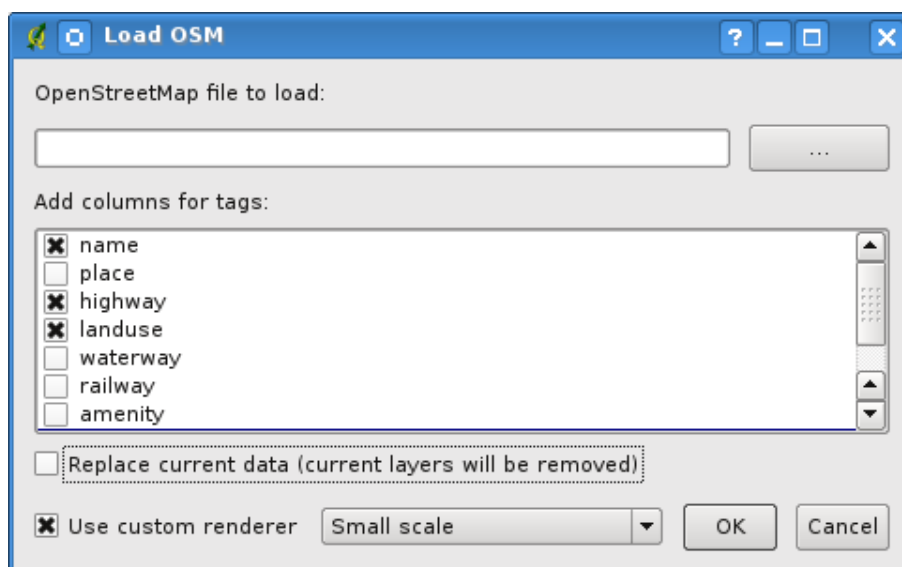 Load OSM
OpenStreetMap file to load:
...
Add columns for tags:
name
place
highway
landuse
waterway
railway
amenity
Replace current data (current layers will be removed)
Use custom renderer Small scale OK Cancel